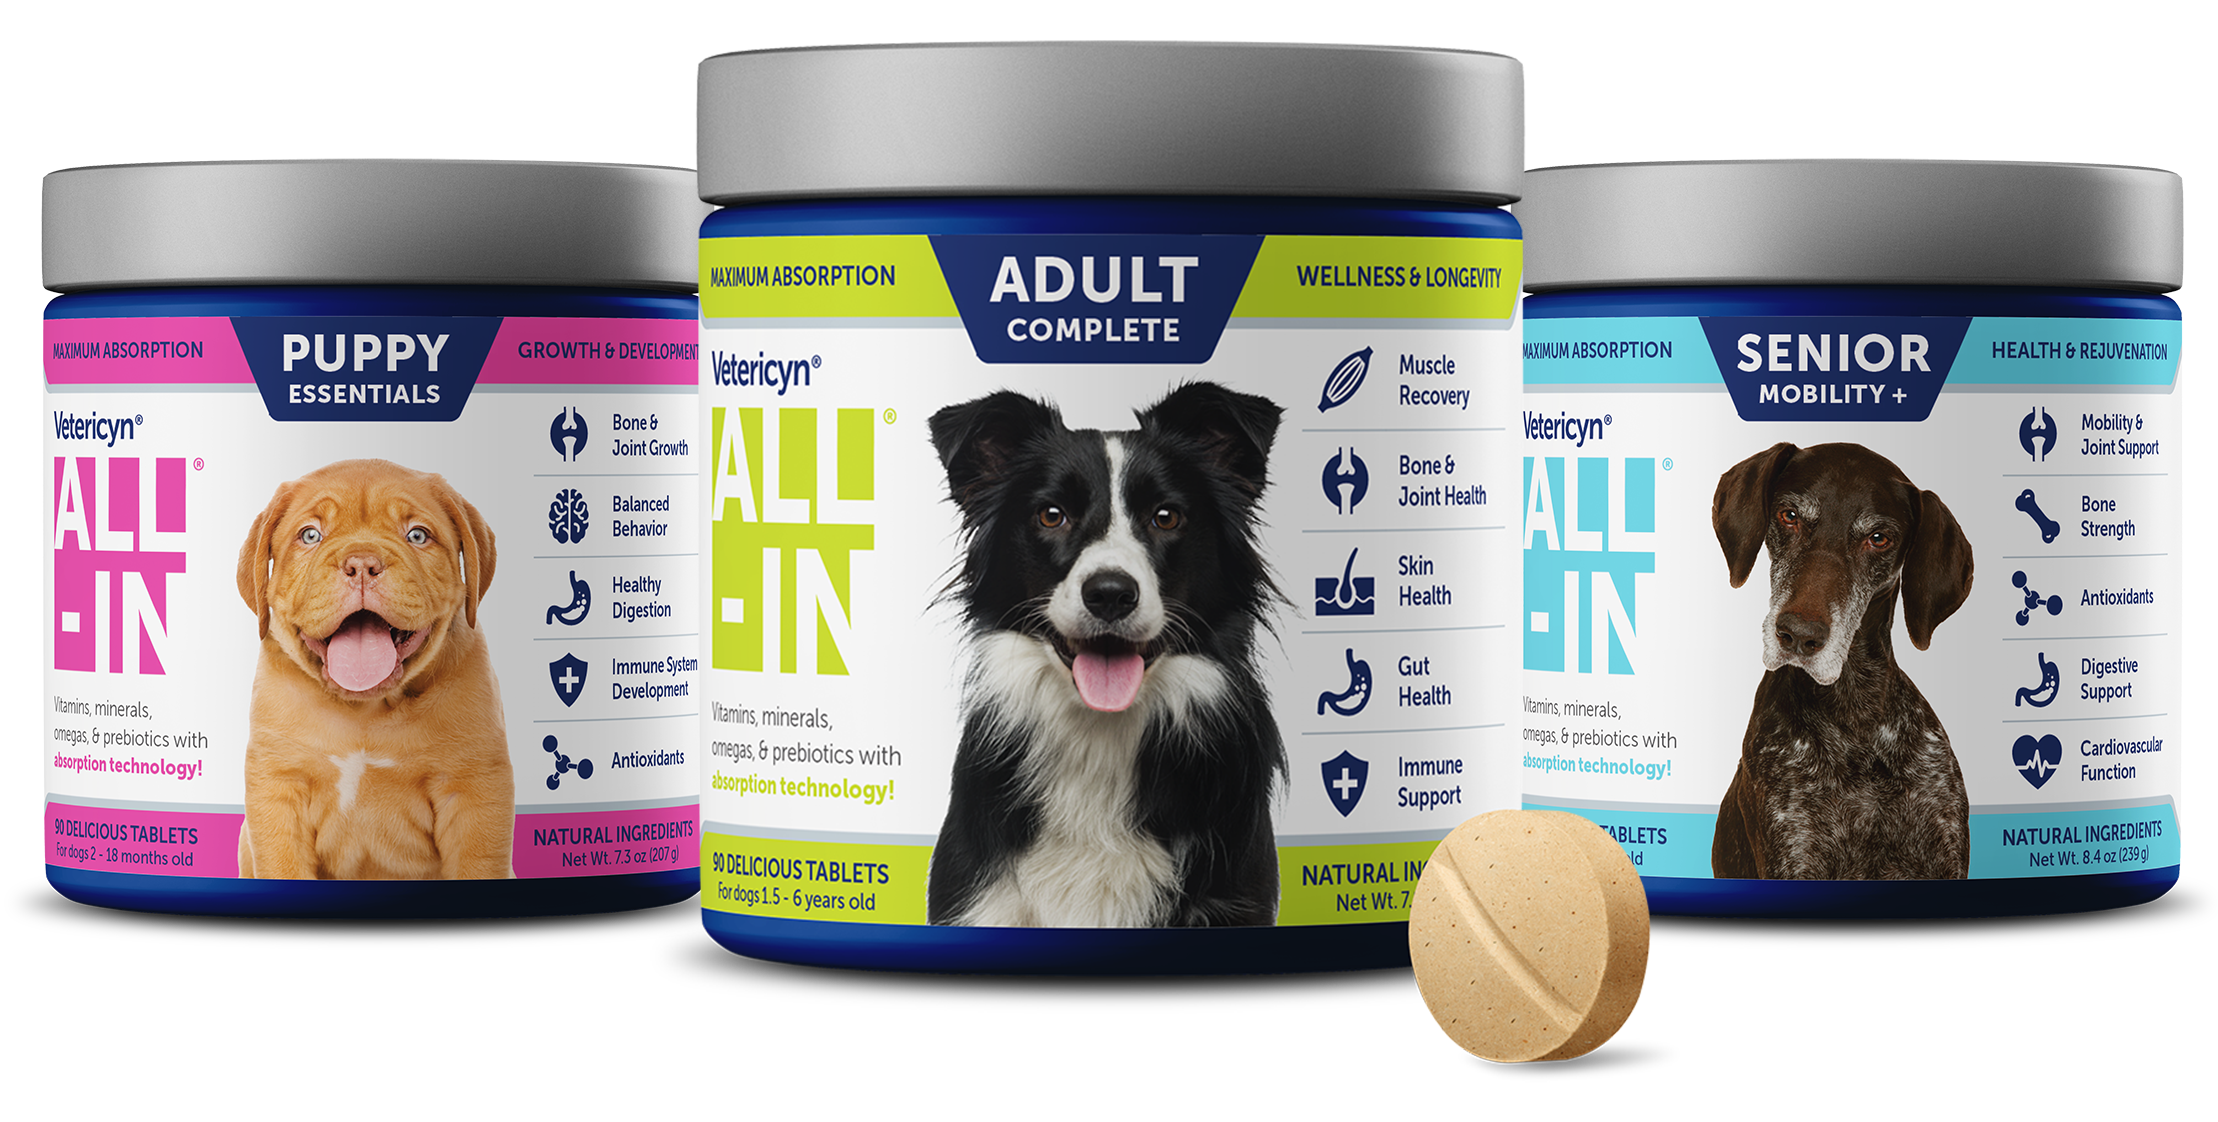 MAXIMUM ABSORPTION
PUPPY
ESSENTIALS
GROWTH & DEVELOPMENT
Vetericyn®
ALL
-IN
®
Vitamins, minerals,
omegas, & prebiotics with
absorption technology!
Bone &
Joint Growth
Balanced
Behavior
Healthy
Digestion
Immune System
Development
Antioxidants
90 DELICIOUS TABLETS
For dogs 2 - 18 months old
NATURAL INGREDIENTS
Net Wt. 7.3 oz (207 g)
MAXIMUM ABSORPTION
ADULT
COMPLETE
WELLNESS & LONGEVITY
Vetericyn®
ALL
-IN
®
Vitamins, minerals,
omegas, & prebiotics with
absorption technology!
Muscle
Recovery
Bone &
Joint Health
Skin
Health
Gut
Health
Immune
Support
90 DELICIOUS TABLETS
For dogs 1.5 - 6 years old
NATURAL
Net Wt. 7.
MAXIMUM ABSORPTION
SENIOR
MOBILITY +
HEALTH & REJUVENATION
Vetericyn®
ALL
-IN
®
Vitamins, minerals,
omegas, & prebiotics with
absorption technology!
Mobility &
Joint Support
Bone
Strength
Antioxidants
Digestive
Support
Cardiovascular
Function
TABLETS
NATURAL INGREDIENTS
Net Wt. 8.4 oz (239 g)